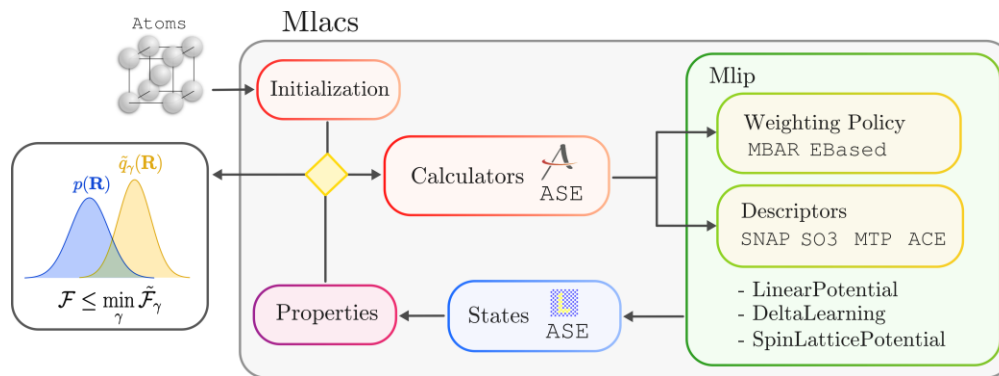 Atoms
Mlacs
Initialization
Mlip
Weighting Policy
MBAR EBased
Calculators
ASE
Descriptors
SNAP SO3 MTP ACE
p(R)
q̃γ(R)
F ≤ min F̃γ
γ
Properties
States
L
ASE
- LinearPotential
- DeltaLearning
- SpinLatticePotential